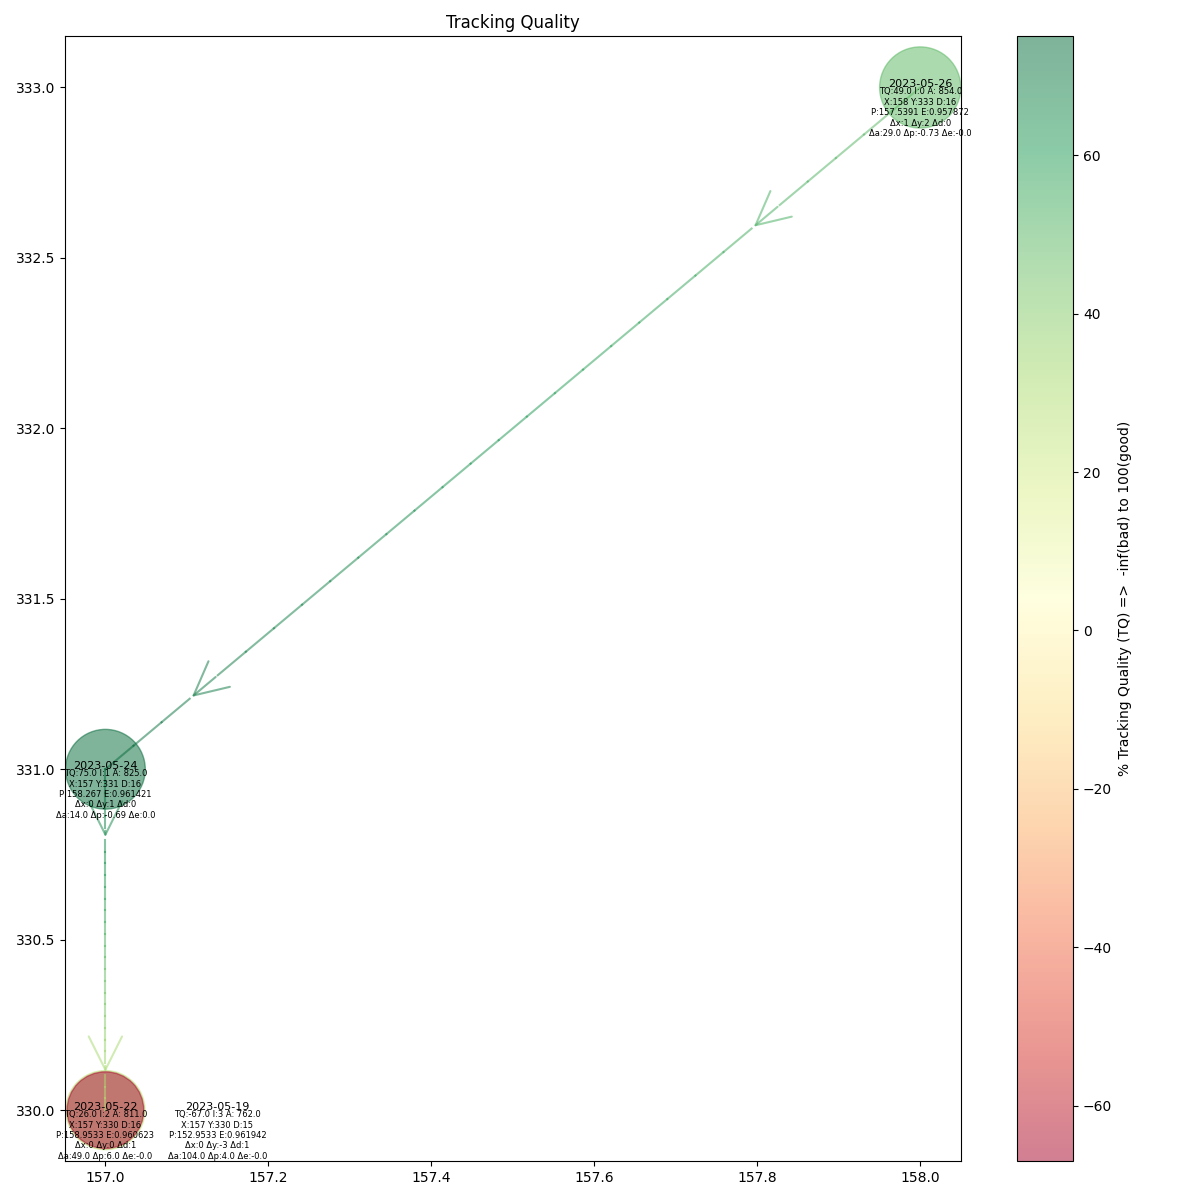 Tracking Quality
333.0
332.5
332.0
331.5
331.0
330.5
330.0
157.0
157.2
157.4
157.6
157.8
158.0
2023-05-26
TQ:49.0 I:0 A: 854.0
X:158 Y:333 D:16
P:157.5391 E:0.957872
Δx:1 Δy:2 Δd:0
Δa:29.0 Δp:-0.73 Δe:-0.0
2023-05-24
TQ:75.0 I:1 A: 825.0
X:157 Y:331 D:16
P:158.267 E:0.961421
Δx:0 Δy:1 Δd:0
Δa:14.0 Δp:-0.69 Δe:0.0
2023-05-22
TQ:26.0 I:2 A: 811.0
X:157 Y:330 D:16
P:158.9533 E:0.960623
Δx:0 Δy:0 Δd:1
Δa:49.0 Δp:6.0 Δe:-0.0
2023-05-19
TQ:-67.0 I:3 A: 762.0
X:157 Y:330 D:15
P:152.9533 E:0.961942
Δx:0 Δy:-3 Δd:1
Δa:104.0 Δp:4.0 Δe:-0.0
60
40
20
0
−20
−40
−60
% Tracking Quality (TQ) => -inf(bad) to 100(good)